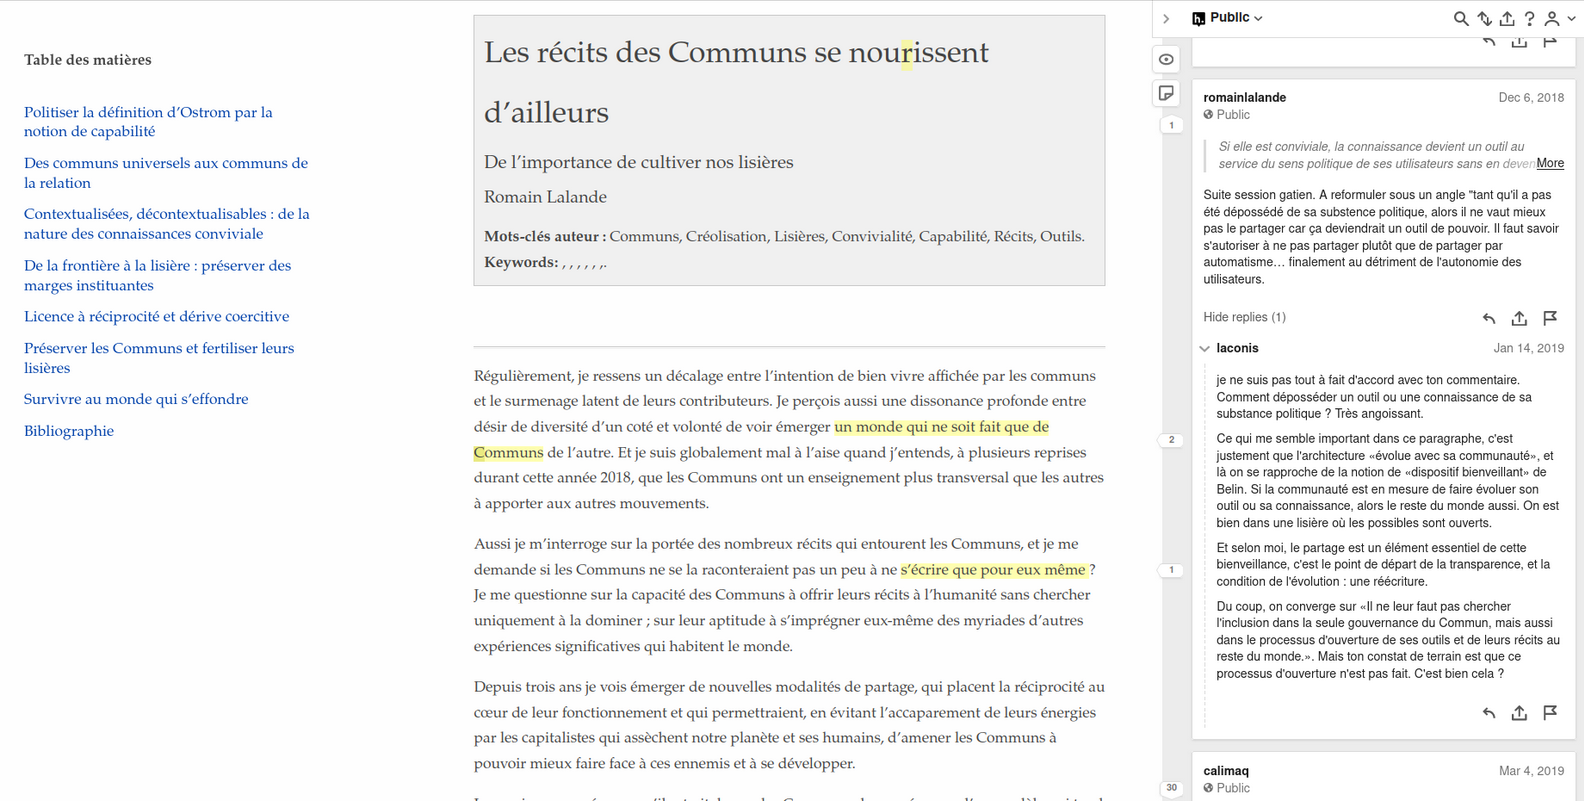 Table des matières
Politiser la définition d’Ostrom par la
notion de capabilité
Des communs universels aux communs de
la relation
Contextualisées, décontextualisables : de la
nature des connaissances conviviale
De la frontière à la lisière : préserver des
marges instituantes
Licence à réciprocité et dérive coercitive
Préserver les Communs et fertiliser leurs
lisières
Survivre au monde qui s’effondre
Bibliographie
Les récits des Communs se nourissent
d’ailleurs
De l’importance de cultiver nos lisières
Romain Lalande
Mots-clés auteur : Communs, Créolisation, Lisières, Convivialité, Capabilité, Récits, Outils.
Keywords: , , , , , ,.
Régulièrement, je ressens un décalage entre l’intention de bien vivre affichée par les communs
et le surmenage latent de leurs contributeurs. Je perçois aussi une dissonance profonde entre
désir de diversité d’un coté et volonté de voir émerger un monde qui ne soit fait que de
Communs de l’autre. Et je suis globalement mal à l’aise quand j’entends, à plusieurs reprises
durant cette année 2018, que les Communs ont un enseignement plus transversal que les autres
à apporter aux autres mouvements.
Aussi je m’interroge sur la portée des nombreux récits qui entourent les Communs, et je me
demande si les Communs ne se la raconteraient pas un peu à ne s’écrire que pour eux même ?
Je me questionne sur la capacité des Communs à offrir leurs récits à l’humanité sans chercher
uniquement à la dominer ; sur leur aptitude à s’imprégner eux-même des myriades d’autres
expériences significatives qui habitent le monde.
Depuis trois ans je vois émerger de nouvelles modalités de partage, qui placent la réciprocité au
cœur de leur fonctionnement et qui permettraient, en évitant l’accaparement de leurs énergies
par les capitalistes qui assèchent notre planète et ses humains, d’amener les Communs à
pouvoir mieux faire face à ces ennemis et à se développer.
h. Public
1
2
1
30
romainlalande Dec 6, 2018
Public
Si elle est conviviale, la connaissance devient un outil au
service du sens politique de ses utilisateurs sans en deven More
Suite session gatien. A reformuler sous un angle "tant qu'il a pas
été dépossédé de sa substence politique, alors il ne vaut mieux
pas le partager car ça deviendrait un outil de pouvoir. Il faut savoir
s'autoriser à ne pas partager plutôt que de partager par
automatisme… finalement au détriment de l'autonomie des
utilisateurs.
Hide replies (1)
laconis Jan 14, 2019
je ne suis pas tout à fait d'accord avec ton commentaire.
Comment déposséder un outil ou une connaissance de sa
substance politique ? Très angoissant.
Ce qui me semble important dans ce paragraphe, c'est
justement que l'architecture «évolue avec sa communauté», et
là on se rapproche de la notion de «dispositif bienveillant» de
Belin. Si la communauté est en mesure de faire évoluer son
outil ou sa connaissance, alors le reste du monde aussi. On est
bien dans une lisière où les possibles sont ouverts.
Et selon moi, le partage est un élément essentiel de cette
bienveillance, c'est le point de départ de la transparence, et la
condition de l'évolution : une réécriture.
Du coup, on converge sur «Il ne leur faut pas chercher
l'inclusion dans la seule gouvernance du Commun, mais aussi
dans le processus d'ouverture de ses outils et de leurs récits au
reste du monde.». Mais ton constat de terrain est que ce
processus d'ouverture n'est pas fait. C'est bien cela ?
calimaq Mar 4, 2019
Public